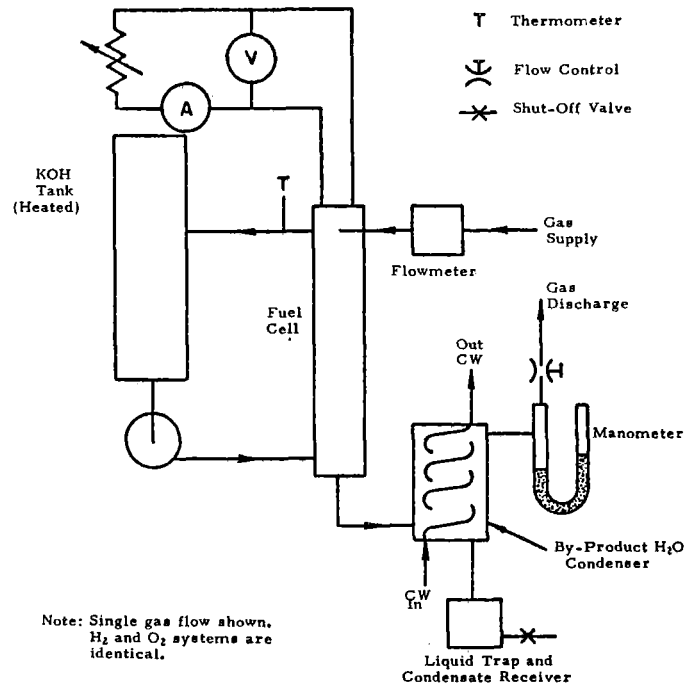 T Thermometer
Flow Control
Shut-Off Valve
V
A
KOH
Tank
(Heated)
T
Gas
Supply
Flowmeter
Fuel
Cell
Gas
Discharge
Out
CW
Manometer
By-Product H₂O
Condenser
CW
In
Note: Single gas flow shown.
H₂ and O₂ systems are
identical.
Liquid Trap and
Condensate Receiver